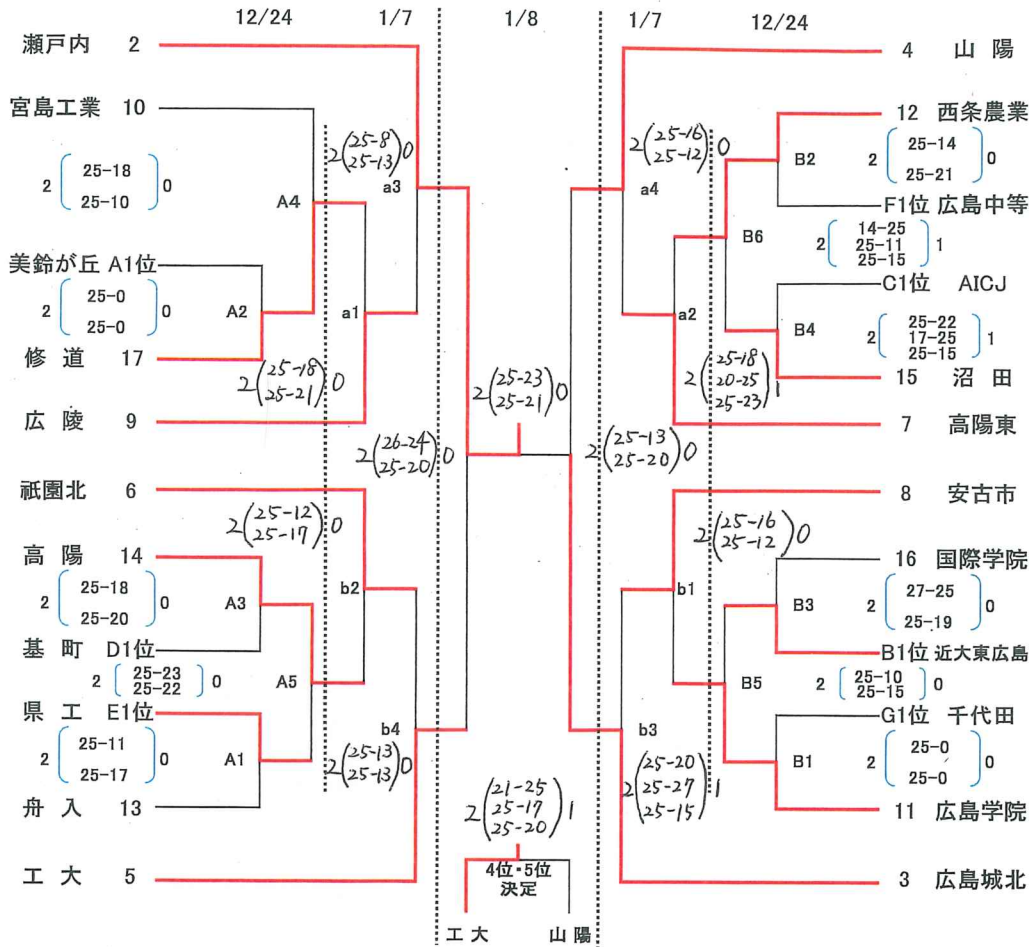 12/24 1/7 1/8 1/7 12/24
瀬戸内 2
宮島工業 10
2 25-18 25-10 0
A4
美鈴が丘 A1位
2 25-0 25-0 0
A2
修道 17
広陵 9
2(25-8 25-13)0
a3
a1
2(25-18 25-21)0
祇園北 6
2(25-12 25-17)0
高陽 14
2 25-18 25-20 0
A3
b2
基町 D1位
2 25-23 25-22 0
A5
県工 E1位
2 25-11 25-17 0
A1
b4
舟入 13
2(25-13 25-13)0
工大 5
2(26-24 25-20)0
2(25-23 25-21)0
2(25-13 25-20)0
2(21-25 25-17 25-20)1
4位・5位
決定
工大 山陽
4 山陽
2(25-16 25-12)0
a4
12 西条農業
B2 2 25-14 25-21 0
F1位 広島中等
B6 2 14-25 25-11 25-15 1
C1位 AICJ
a2
B4 2 25-22 17-25 25-15 1
2(25-18 20-25 25-23)1
15 沼田
7 高陽東
8 安古市
2(25-16 25-12)0
16 国際学院
b1
B3 2 27-25 25-19 0
B1位 近大東広島
B5 2 25-10 25-15 0
G1位 千代田
b3
B1 2 25-0 25-0 0
2(25-20 25-27 25-15)1
11 広島学院
3 広島城北